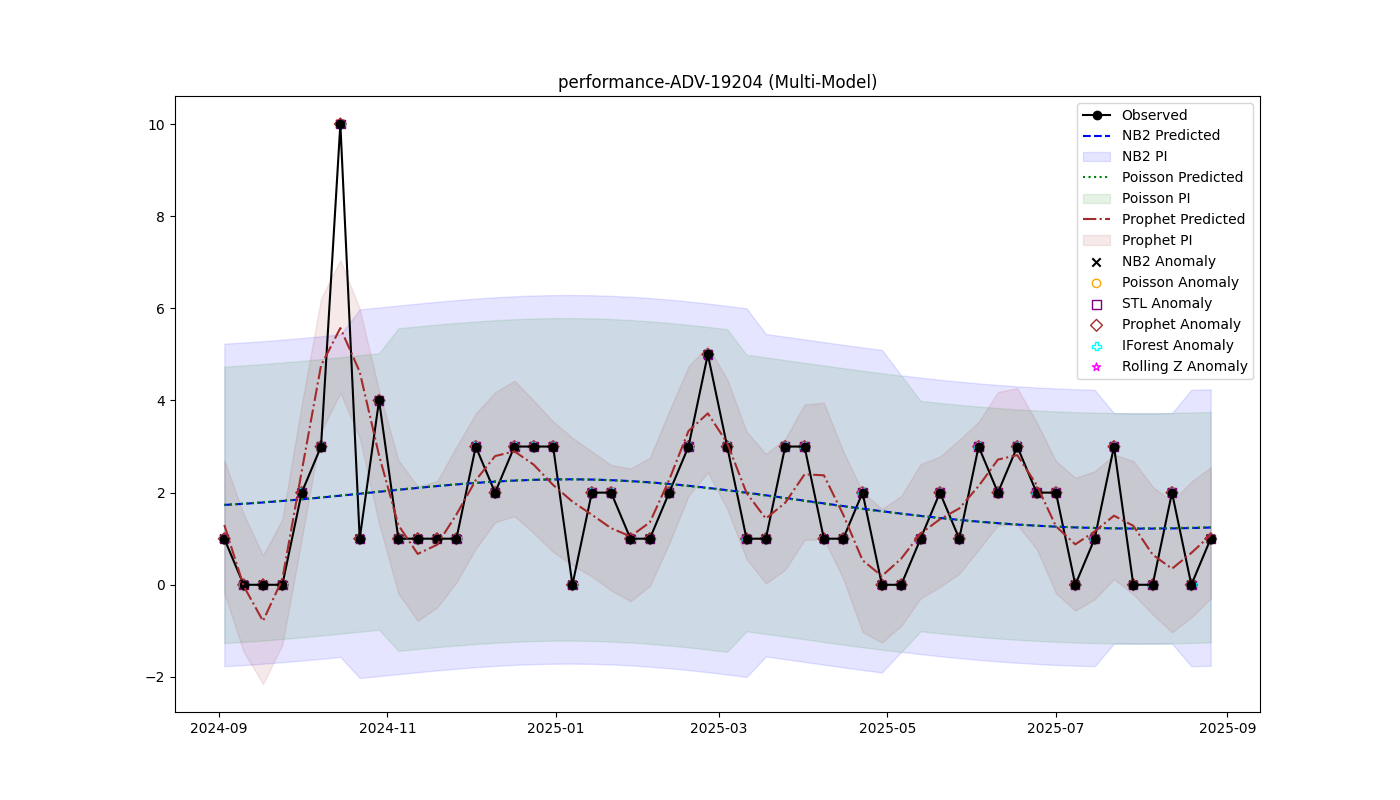 performance-ADV-19204 (Multi-Model)
Observed
NB2 Predicted
NB2 PI
Poisson Predicted
Poisson PI
Prophet Predicted
Prophet PI
NB2 Anomaly
Poisson Anomaly
STL Anomaly
Prophet Anomaly
IForest Anomaly
Rolling Z Anomaly
10
8
6
4
2
0
−2
2024-09 2024-11 2025-01 2025-03 2025-05 2025-07 2025-09